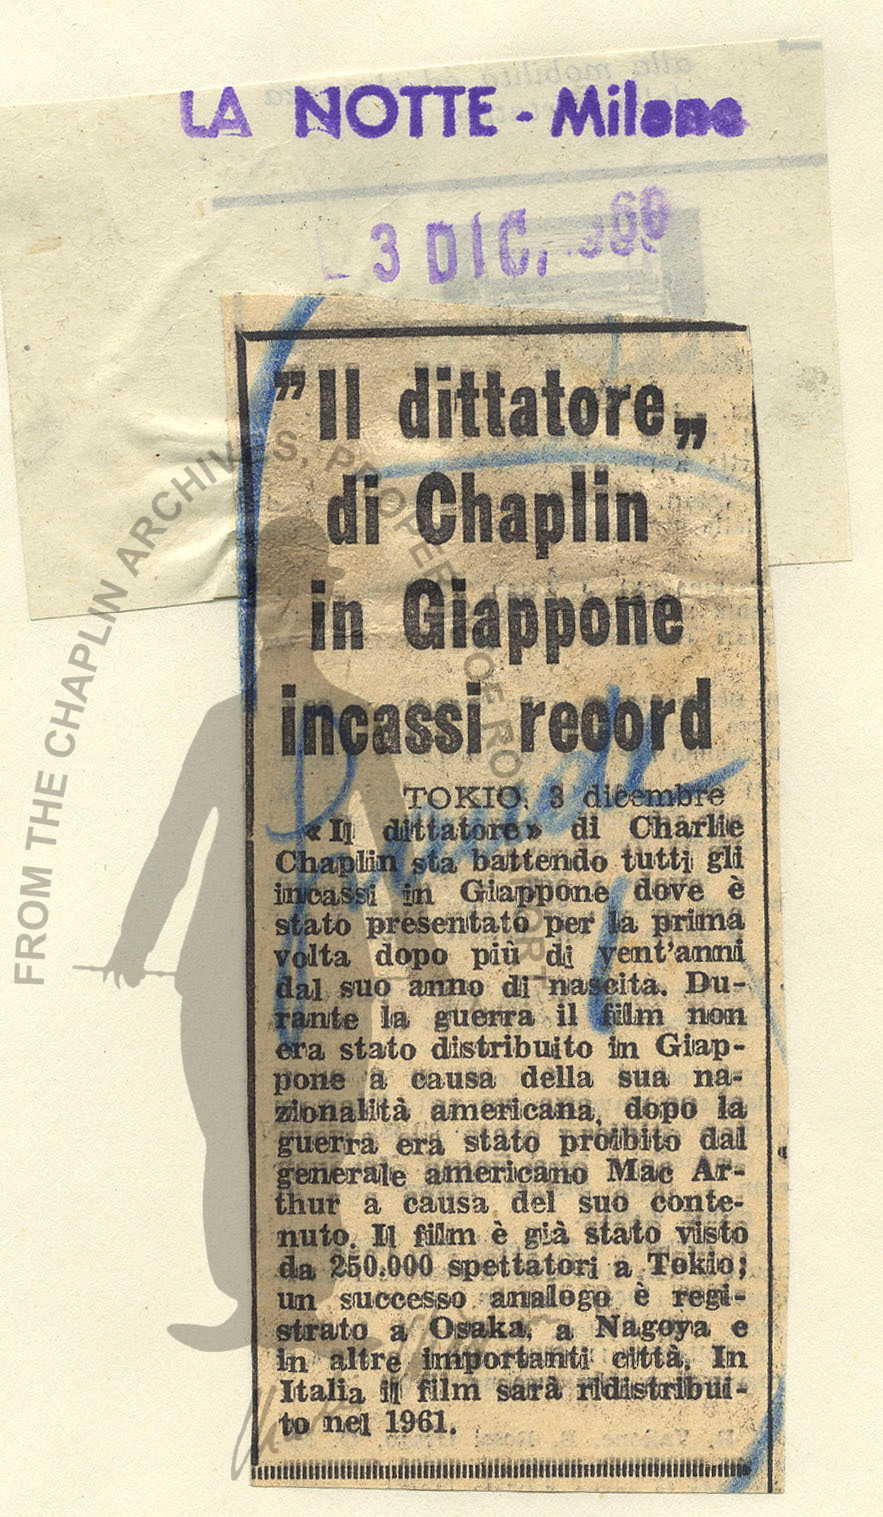 LA NOTTE - Milano
3 DIC. 1960
"Il dittatore„
di Chaplin
in Giappone
incassi record
TOKIO, 3 dicembre
«Il dittatore» di Charlie
Chaplin sta battendo tutti gli
incassi in Giappone dove è
stato presentato per la prima
volta dopo più di vent'anni
dal suo anno di nascita. Du-
rante la guerra il film non
era stato distribuito in Giap-
pone a causa della sua na-
zionalità americana, dopo la
guerra era stato proibito dal
generale americano Mac Ar-
thur a causa del suo conte-
nuto. Il film è già stato visto
da 250.000 spettatori a Tokio;
un successo analogo è regi-
strato a Osaka, a Nagoya e
in altre importanti città. In
Italia il film sarà ridistribui-
to nel 1961.
FROM THE CHAPLIN ARCHIVES, PROPERTY OF ROY EXPORT